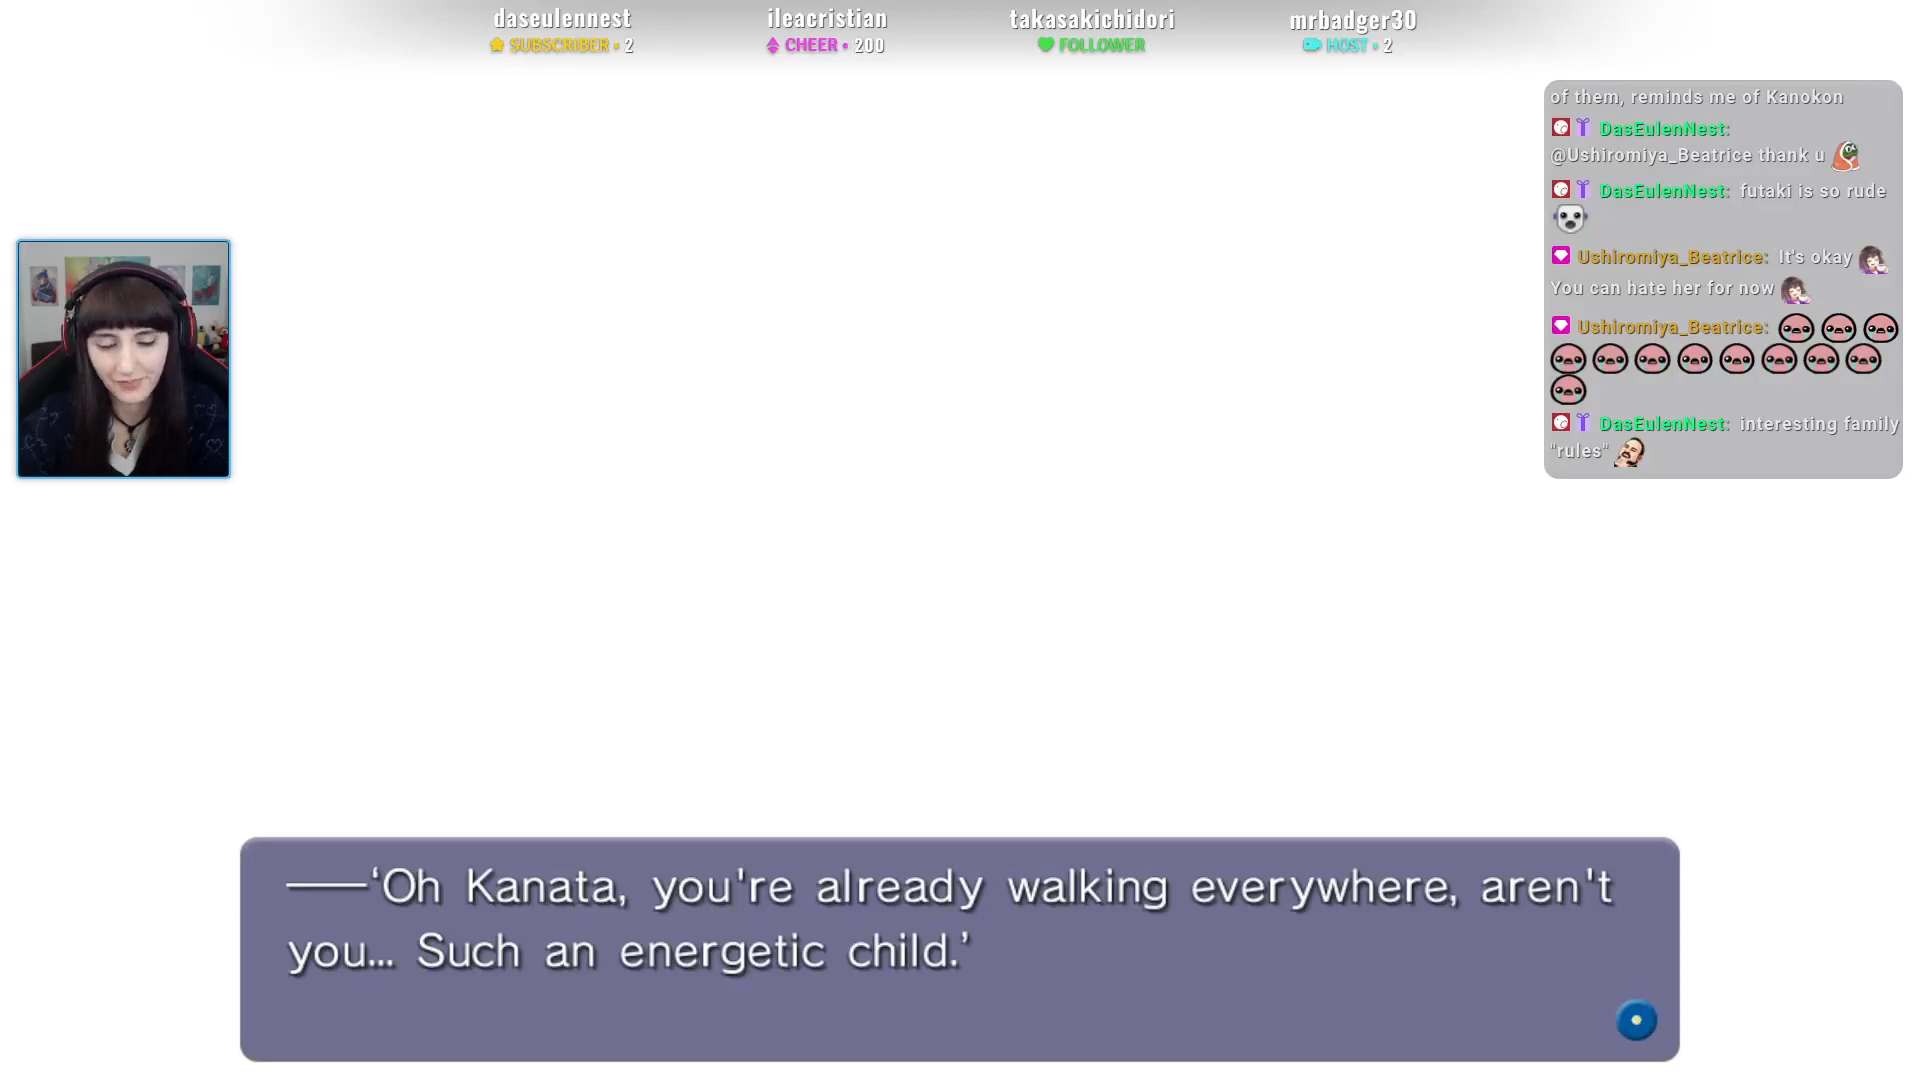 daseulennest
SUBSCRIBER • 2
ileacristian
CHEER • 200
takasakichidori
FOLLOWER
mrbadger30
HOST • 2
of them, reminds me of Kanokon
DasEulenNest:
@Ushiromiya_Beatrice thank u
DasEulenNest: futaki is so rude
Ushiromiya_Beatrice: It's okay
You can hate her for now
Ushiromiya_Beatrice:
DasEulenNest: interesting family
"rules"
——‘Oh Kanata, you're already walking everywhere, aren't
you... Such an energetic child.’